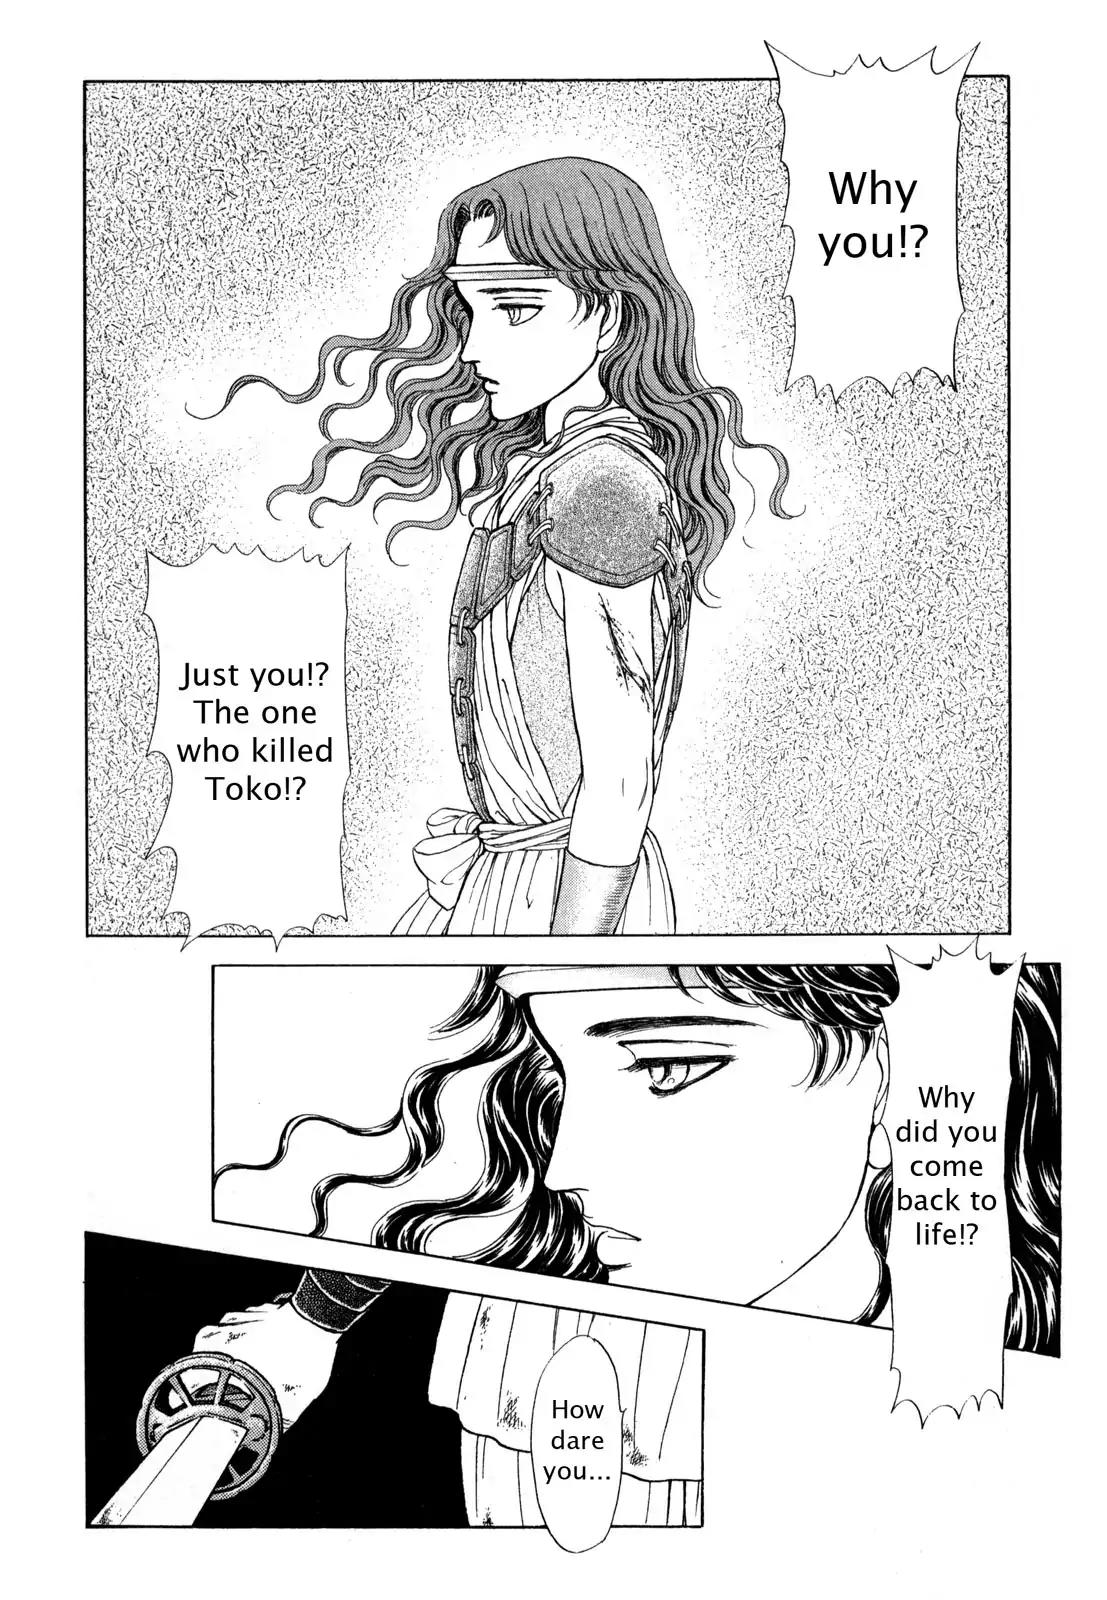 Why
you!?
Just you!?
The one
who killed
Toko!?
Why
did you
come
back to
life!?
How
dare
you...